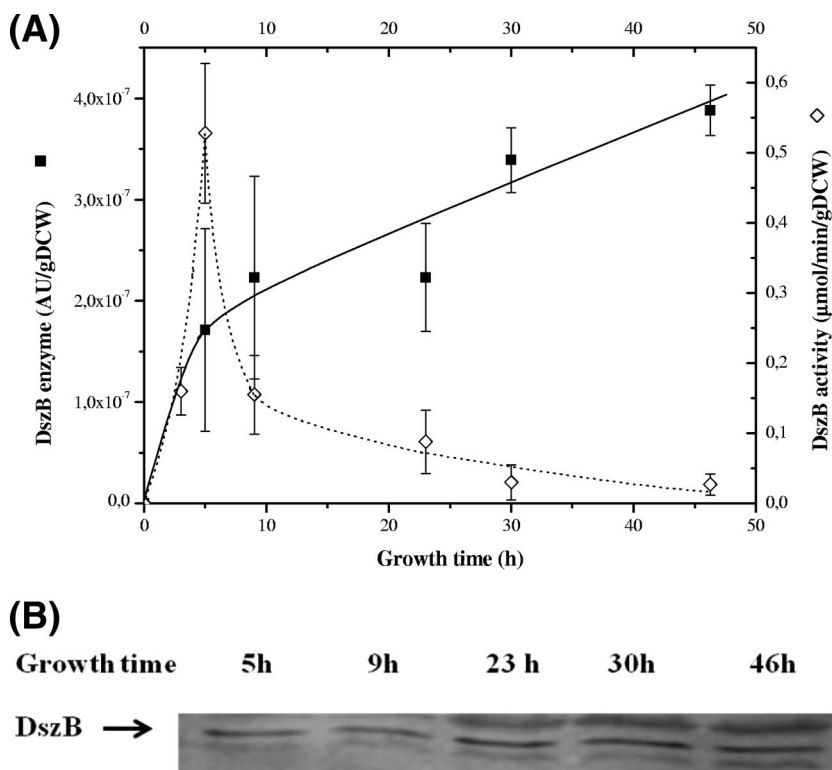 (A)
0 10 20 30 40 50
4,0x10-7
3,0x10-7
2,0x10-7
1,0x10-7
0,0
DszB enzyme (AU/gDCW)
0,6
0,5
0,4
0,3
0,2
0,1
0,0
DszB activity (μmol/min/gDCW)
0 10 20 30 40 50
Growth time (h)
(B)
Growth time 5h 9h 23 h 30h 46h
DszB